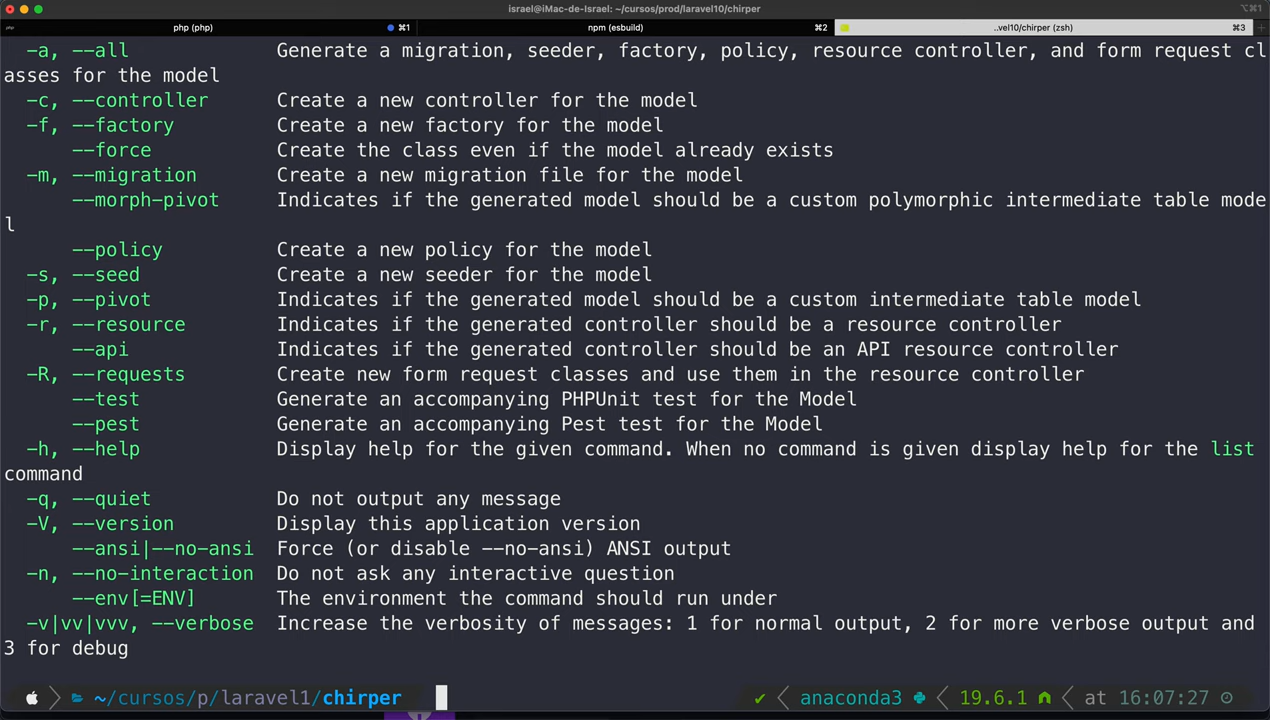 israel@iMac-de-Israel: ~/cursos/prod/laravel10/chirper
⌥⌘1
php
php (php)
⌘1
npm (esbuild)
⌘2
..vel10/chirper (zsh)
⌘3
-a, --all Generate a migration, seeder, factory, policy, resource controller, and form request cl
asses for the model
-c, --controller Create a new controller for the model
-f, --factory Create a new factory for the model
--force Create the class even if the model already exists
-m, --migration Create a new migration file for the model
--morph-pivot Indicates if the generated model should be a custom polymorphic intermediate table mode
l
--policy Create a new policy for the model
-s, --seed Create a new seeder for the model
-p, --pivot Indicates if the generated model should be a custom intermediate table model
-r, --resource Indicates if the generated controller should be a resource controller
--api Indicates if the generated controller should be an API resource controller
-R, --requests Create new form request classes and use them in the resource controller
--test Generate an accompanying PHPUnit test for the Model
--pest Generate an accompanying Pest test for the Model
-h, --help Display help for the given command. When no command is given display help for the list
command
-q, --quiet Do not output any message
-V, --version Display this application version
--ansi|--no-ansi Force (or disable --no-ansi) ANSI output
-n, --no-interaction Do not ask any interactive question
--env[=ENV] The environment the command should run under
-v|vv|vvv, --verbose Increase the verbosity of messages: 1 for normal output, 2 for more verbose output and
3 for debug
~/cursos/p/laravel1/chirper ✔ anaconda3 19.6.1 at 16:07:27